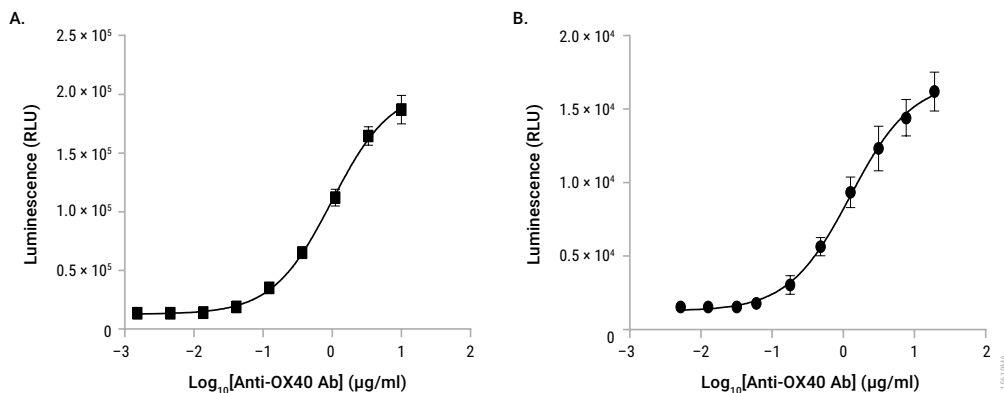 A.
2.5 × 10⁵
2.0 × 10⁵
1.5 × 10⁵
1.0 × 10⁵
0.5 × 10⁵
0
Luminescence (RLU)
−3 −2 −1 0 1 2
Log₁₀[Anti-OX40 Ab] (µg/ml)
B.
2.0 × 10⁴
1.5 × 10⁴
1.0 × 10⁴
0.5 × 10⁴
0
Luminescence (RLU)
−3 −2 −1 0 1 2
Log₁₀[Anti-OX40 Ab] (µg/ml)